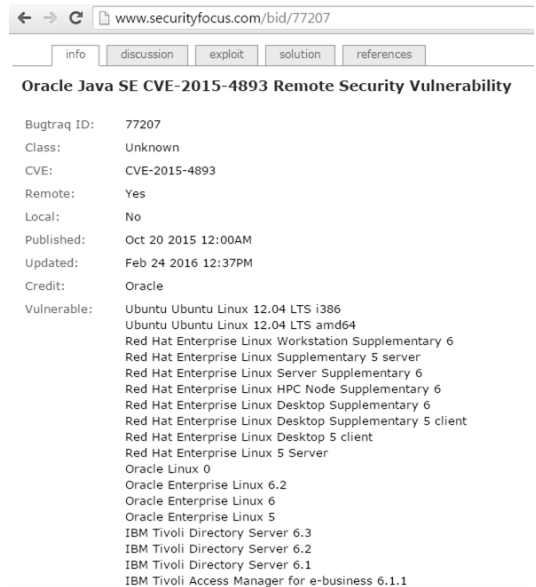 www.securityfocus.com/bid/77207
info discussion exploit solution references
Oracle Java SE CVE-2015-4893 Remote Security Vulnerability
Bugtraq ID: 77207
Class: Unknown
CVE: CVE-2015-4893
Remote: Yes
Local: No
Published: Oct 20 2015 12:00AM
Updated: Feb 24 2016 12:37PM
Credit: Oracle
Vulnerable: Ubuntu Ubuntu Linux 12.04 LTS i386
Ubuntu Ubuntu Linux 12.04 LTS amd64
Red Hat Enterprise Linux Workstation Supplementary 6
Red Hat Enterprise Linux Supplementary 5 server
Red Hat Enterprise Linux Server Supplementary 6
Red Hat Enterprise Linux HPC Node Supplementary 6
Red Hat Enterprise Linux Desktop Supplementary 6
Red Hat Enterprise Linux Desktop Supplementary 5 client
Red Hat Enterprise Linux Desktop 5 client
Red Hat Enterprise Linux 5 Server
Oracle Linux 0
Oracle Enterprise Linux 6.2
Oracle Enterprise Linux 6
Oracle Enterprise Linux 5
IBM Tivoli Directory Server 6.3
IBM Tivoli Directory Server 6.2
IBM Tivoli Directory Server 6.1
IBM Tivoli Access Manager for e-business 6.1.1